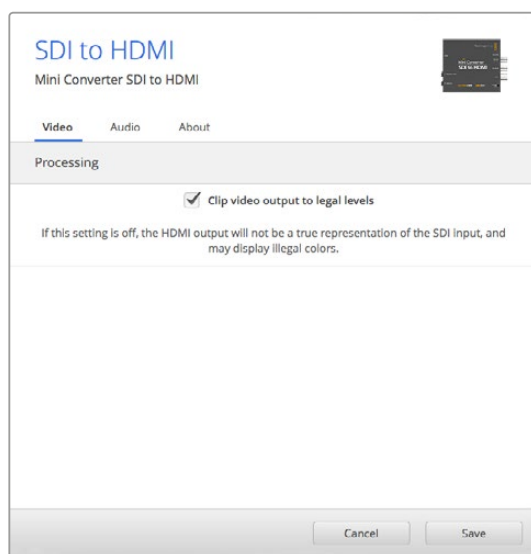 SDI to HDMI
Mini Converter SDI to HDMI
Video Audio About
Processing
Clip video output to legal levels
If this setting is off, the HDMI output will not be a true representation of the SDI input, and
may display illegal colors.
Cancel Save